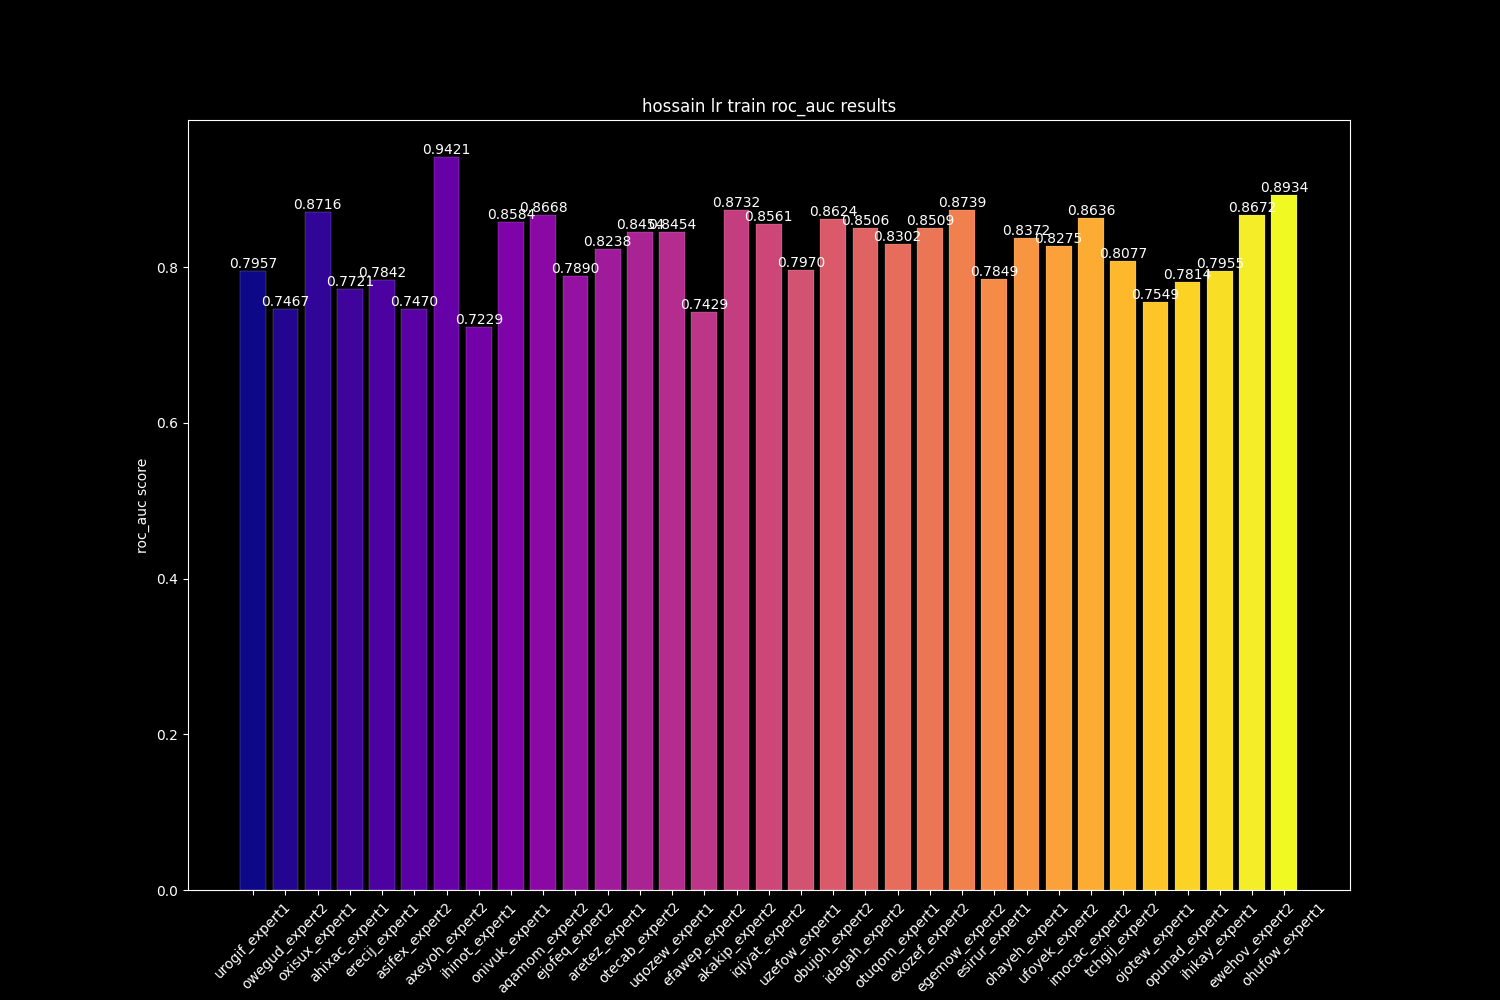 hossain lr train roc_auc results
roc_auc score
0.8
0.6
0.4
0.2
0.0
0.7957
0.7467
0.8716
0.7721
0.7842
0.7470
0.9421
0.7229
0.8584
0.8668
0.7890
0.8238
0.8454
0.8454
0.7429
0.8732
0.8561
0.7970
0.8624
0.8506
0.8302
0.8509
0.8739
0.7849
0.8372
0.8275
0.8636
0.8077
0.7549
0.7814
0.7955
0.8672
0.8934
urogif_expert1
owegud_expert2
oxisux_expert1
ahixac_expert1
erecij_expert1
asifex_expert2
axeyoh_expert2
ihinot_expert1
onivuk_expert1
aqamom_expert2
ejofeq_expert2
aretez_expert1
otecab_expert2
uqozew_expert1
efawep_expert2
akakip_expert2
iqjyat_expert2
uzefow_expert1
obujoh_expert2
idagah_expert2
otuqom_expert1
exozef_expert2
egemow_expert2
esirur_expert1
ohayeh_expert1
ufoyek_expert2
imocac_expert2
tchgjj_expert2
ojotew_expert1
opunad_expert1
ihikay_expert1
ewehov_expert2
ohufow_expert1